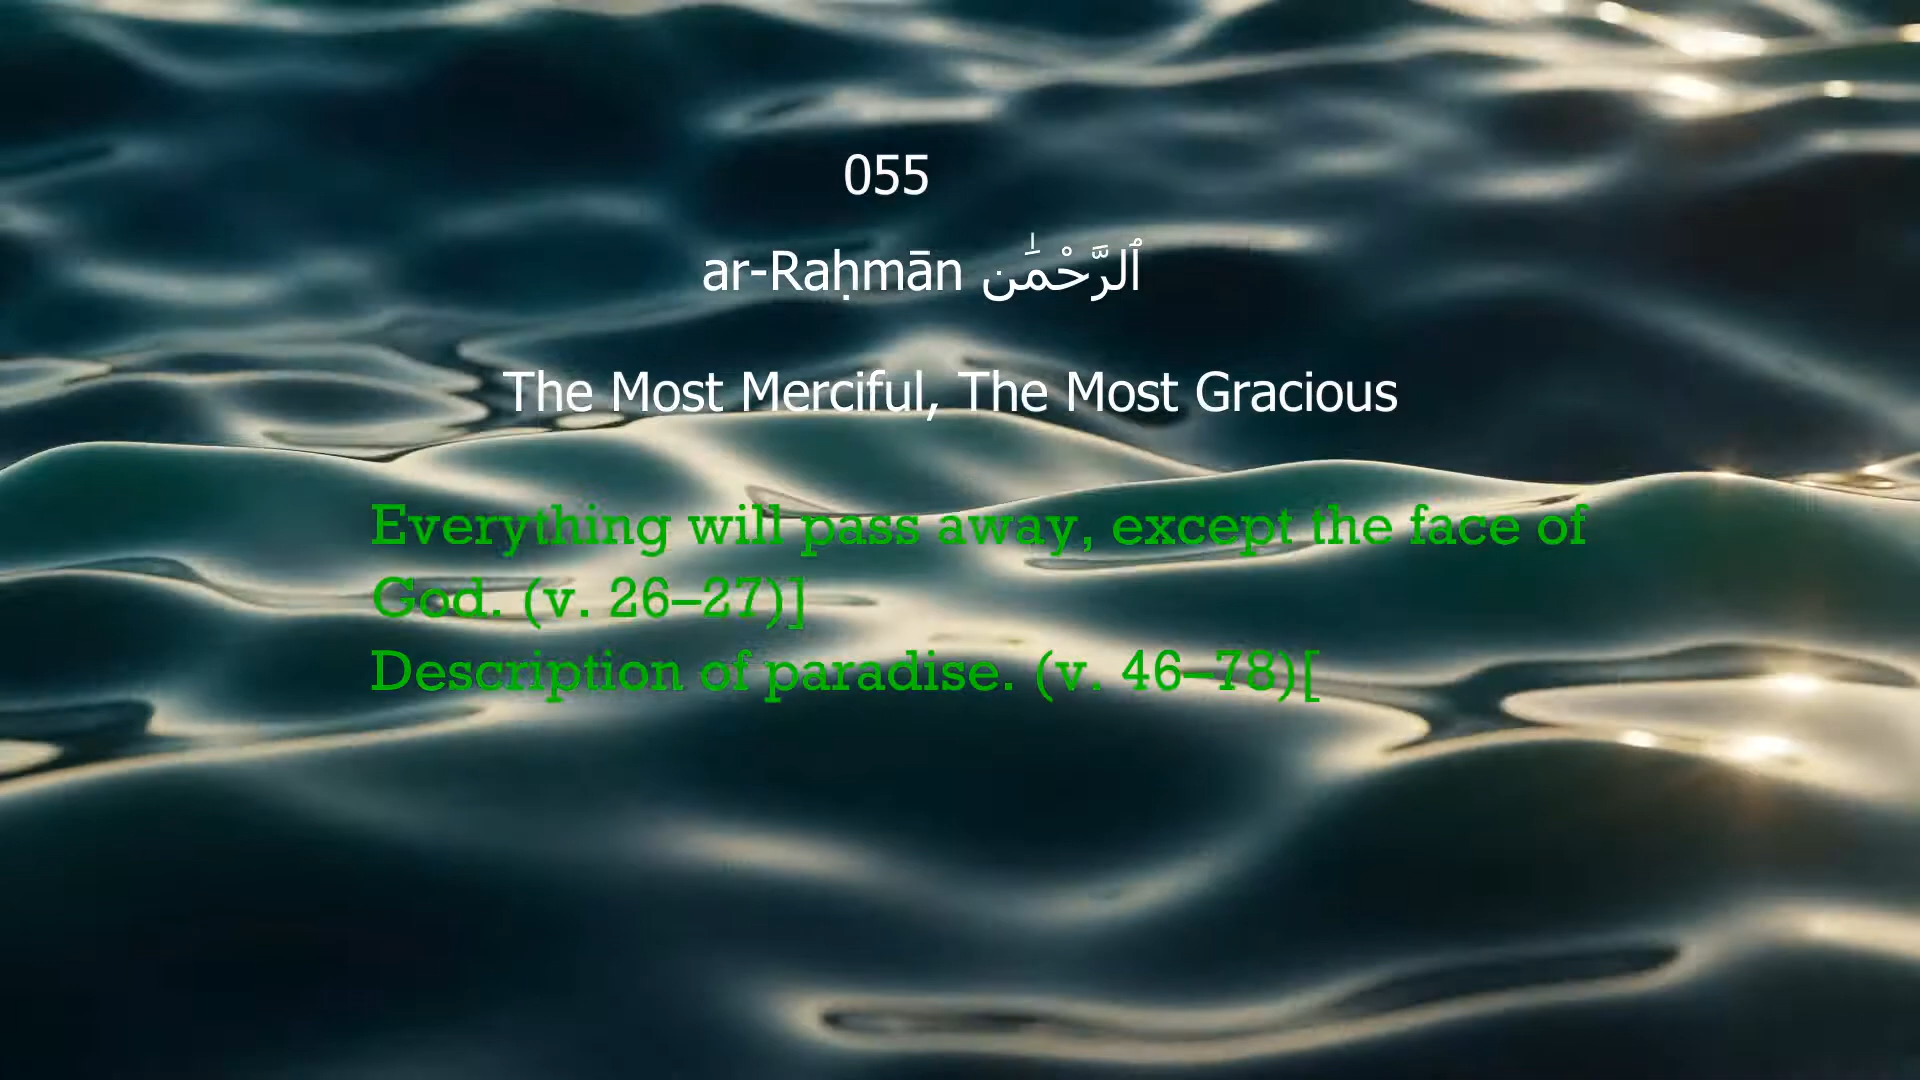 055
ar-Raḥmān ٱلرَّحْمَٰن
The Most Merciful, The Most Gracious
Everything will pass away, except the face of
God. (v. 26–27)]
Description of paradise. (v. 46–78)[